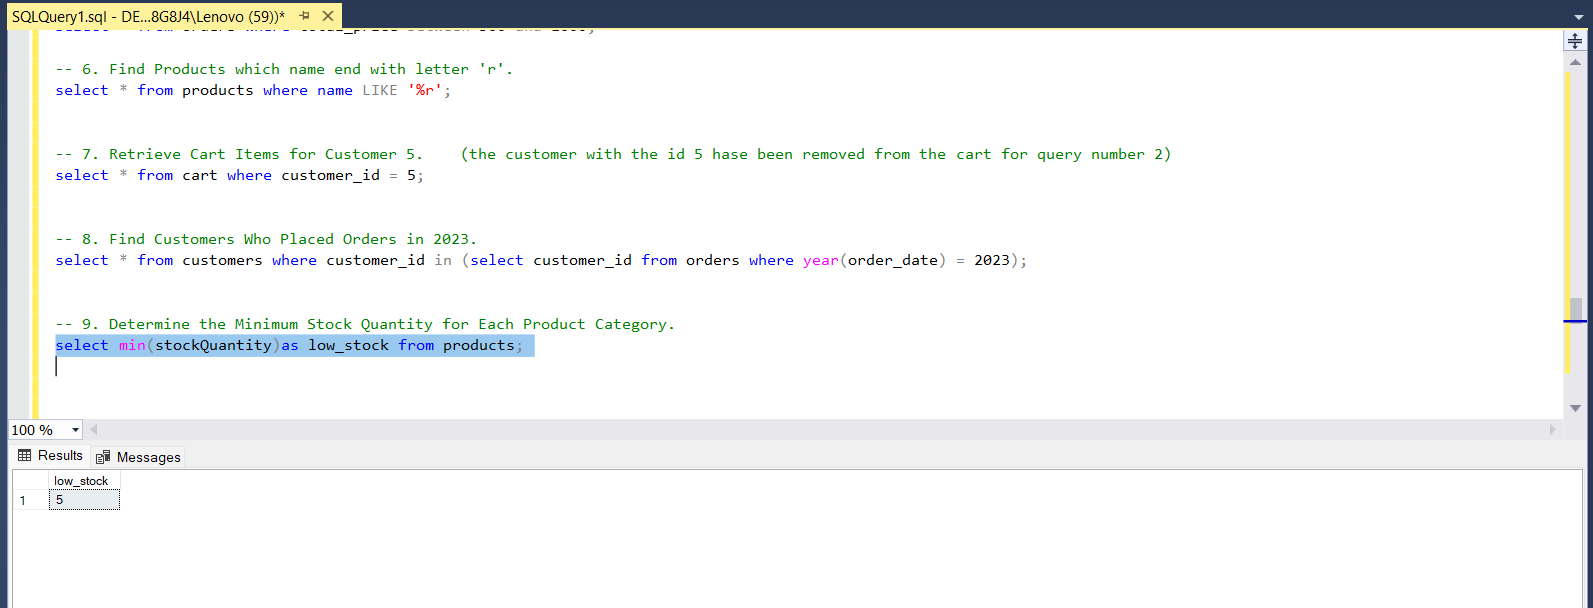 SQLQuery1.sql - DE...8G8J4\Lenovo (59))*
-- 6. Find Products which name end with letter 'r'.
select * from products where name LIKE '%r';
-- 7. Retrieve Cart Items for Customer 5.    (the customer with the id 5 hase been removed from the cart for query number 2)
select * from cart where customer_id = 5;
-- 8. Find Customers Who Placed Orders in 2023.
select * from customers where customer_id in (select customer_id from orders where year(order_date) = 2023);
-- 9. Determine the Minimum Stock Quantity for Each Product Category.
select min(stockQuantity)as low_stock from products;
100 %
Results Messages
low_stock
1 5